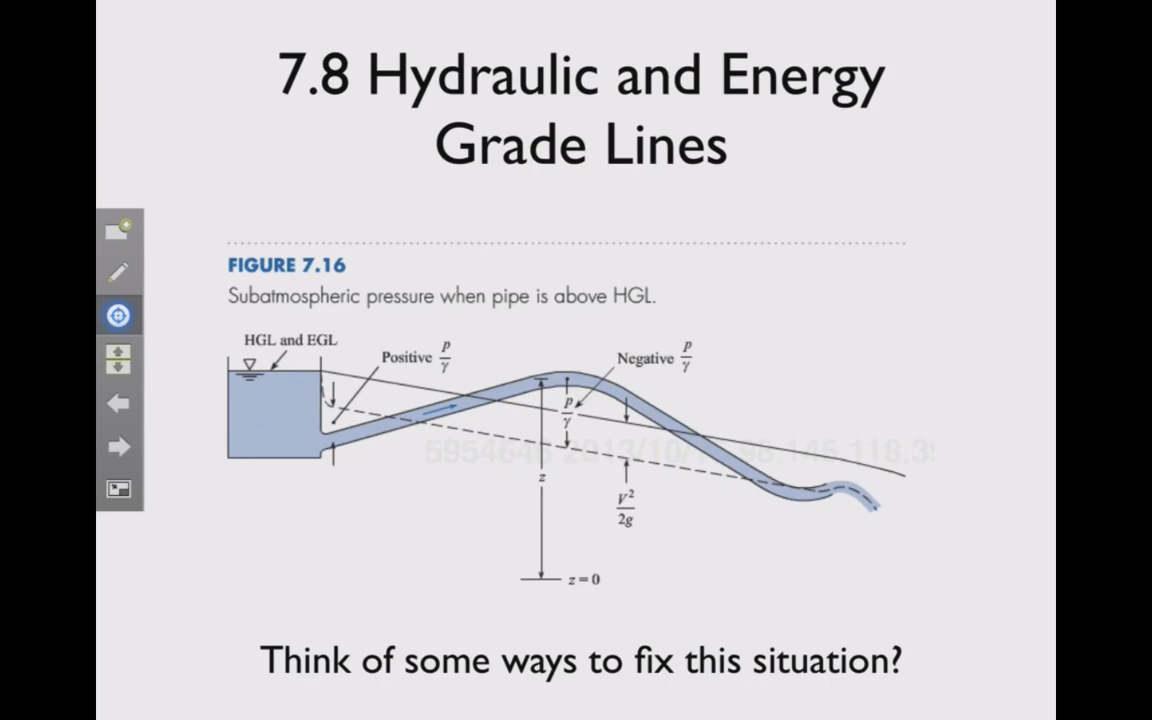 7.8 Hydraulic and Energy
Grade Lines
FIGURE 7.16
Subatmospheric pressure when pipe is above HGL.
HGL and EGL
Positive p/γ
Negative p/γ
p/γ
z
V²/2g
z = 0
Think of some ways to fix this situation?